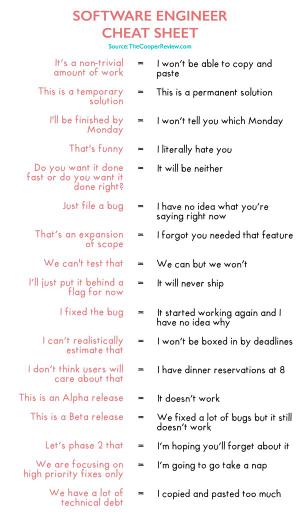 SOFTWARE ENGINEER
CHEAT SHEET
Source: TheCooperReview.com
It's a non-trivial = I won't be able to copy and
amount of work paste
This is a temporary = This is a permanent solution
solution
I'll be finished by = I won't tell you which Monday
Monday
That's funny = I literally hate you
Do you want it done = It will be neither
fast or do you want it
done right?
Just file a bug = I have no idea what you're
saying right now
That's an expansion = I forgot you needed that feature
of scope
We can't test that = We can but we won't
I'll just put it behind a = It will never ship
flag for now
I fixed the bug = It started working again and I
have no idea why
I can't realistically = I won't be boxed in by deadlines
estimate that
I don't think users will = I have dinner reservations at 8
care about that
This is an Alpha release = It doesn't work
This is a Beta release = We fixed a lot of bugs but it still
doesn't work
Let's phase 2 that = I'm hoping you'll forget about it
We are focusing on = I'm going to go take a nap
high priority fixes only
We have a lot of = I copied and pasted too much
technical debt